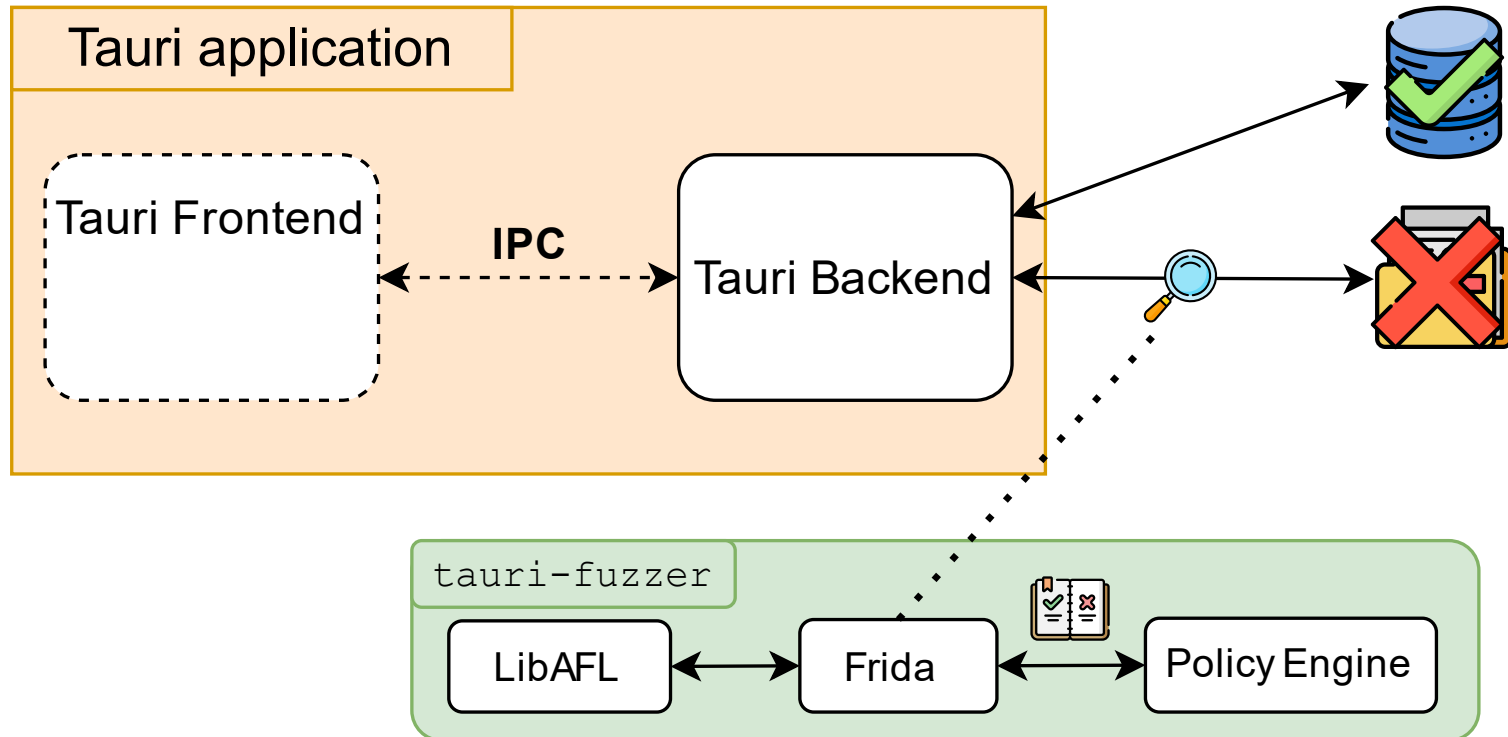 Tauri application
Tauri Frontend
IPC
Tauri Backend
tauri-fuzzer
LibAFL
Frida
Policy Engine